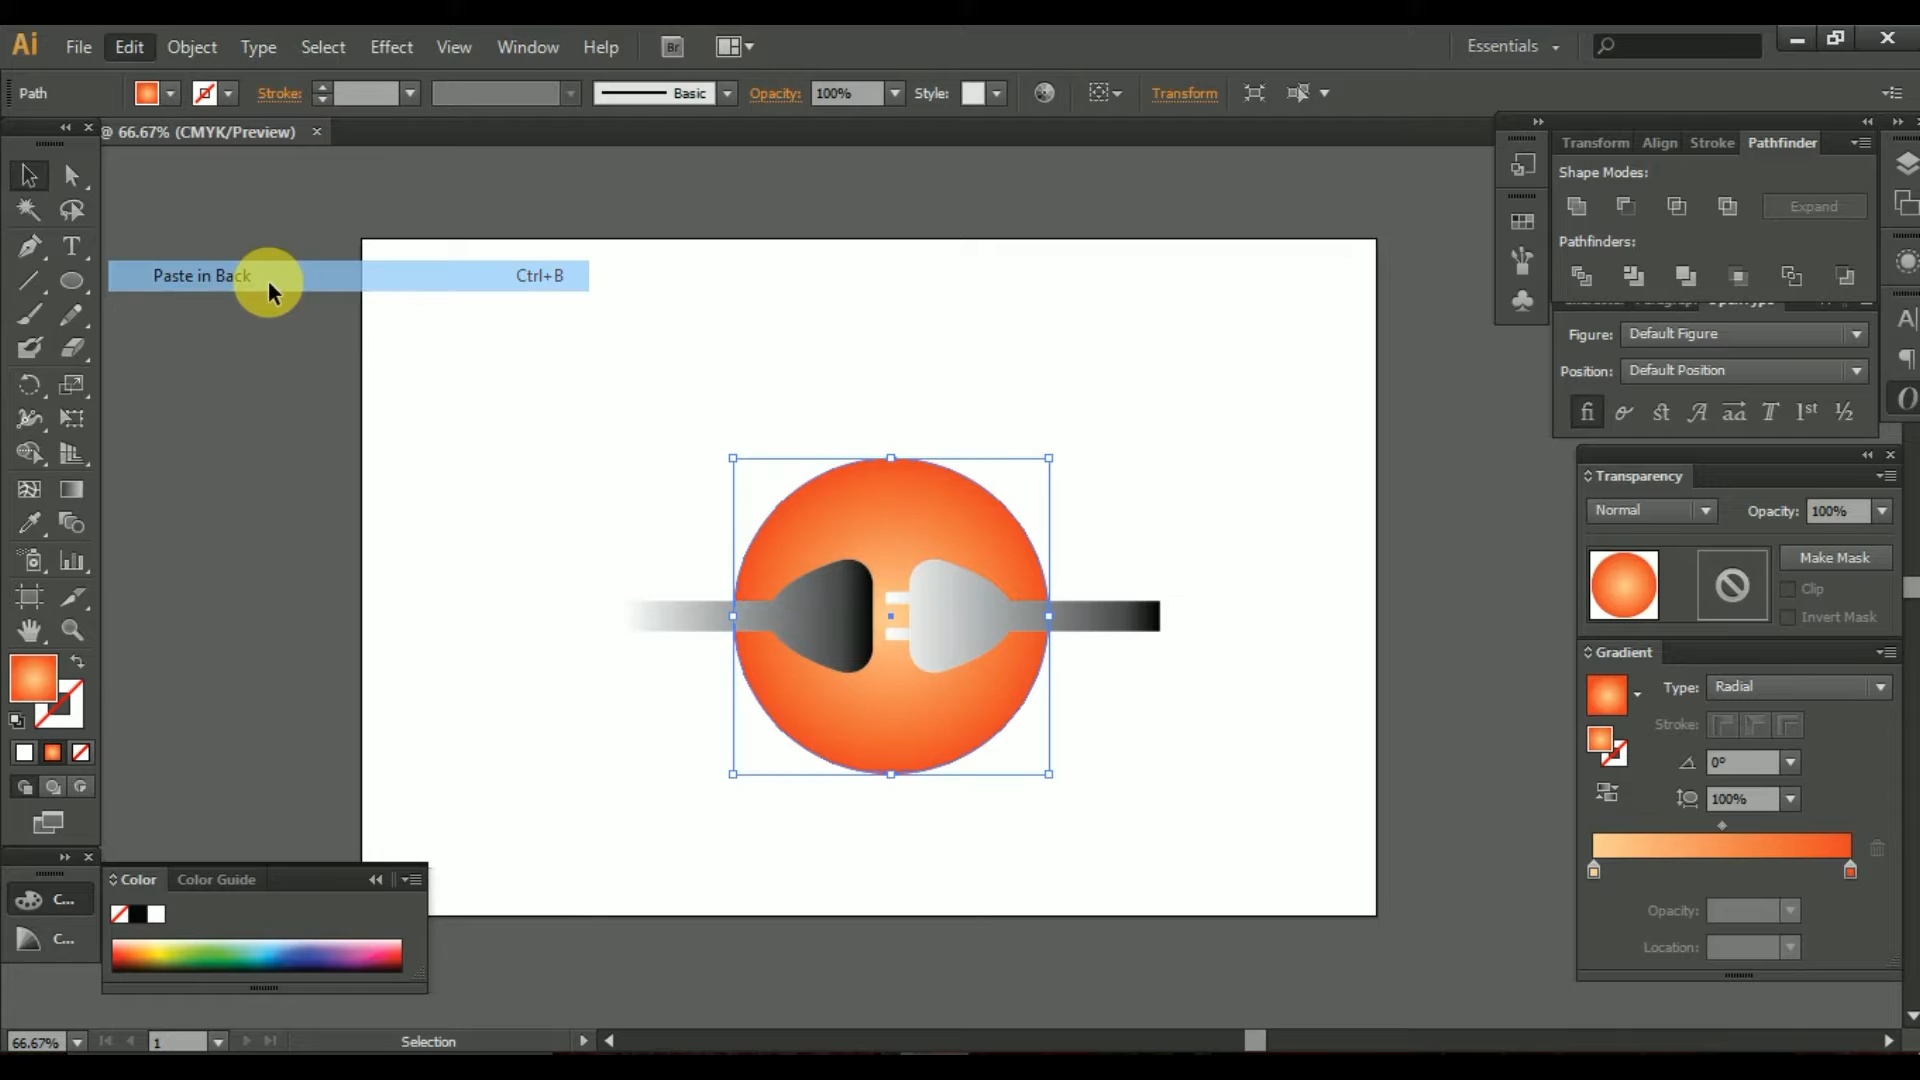 Ai File Edit Object Type Select Effect View Window Help Br Essentials
Path Stroke: Basic Opacity: 100% Style: Transform
@ 66.67% (CMYK/Preview)
Transform Align Stroke Pathfinder
Shape Modes:
Expand
Pathfinders:
Paste in Back Ctrl+B
Figure: Default Figure
Position: Default Position
Transparency
Normal Opacity: 100%
Make Mask
Clip
Invert Mask
Gradient
Type: Radial
Stroke:
0°
100%
Color Color Guide
C...
C...
Opacity:
Location:
66.67% 1 Selection